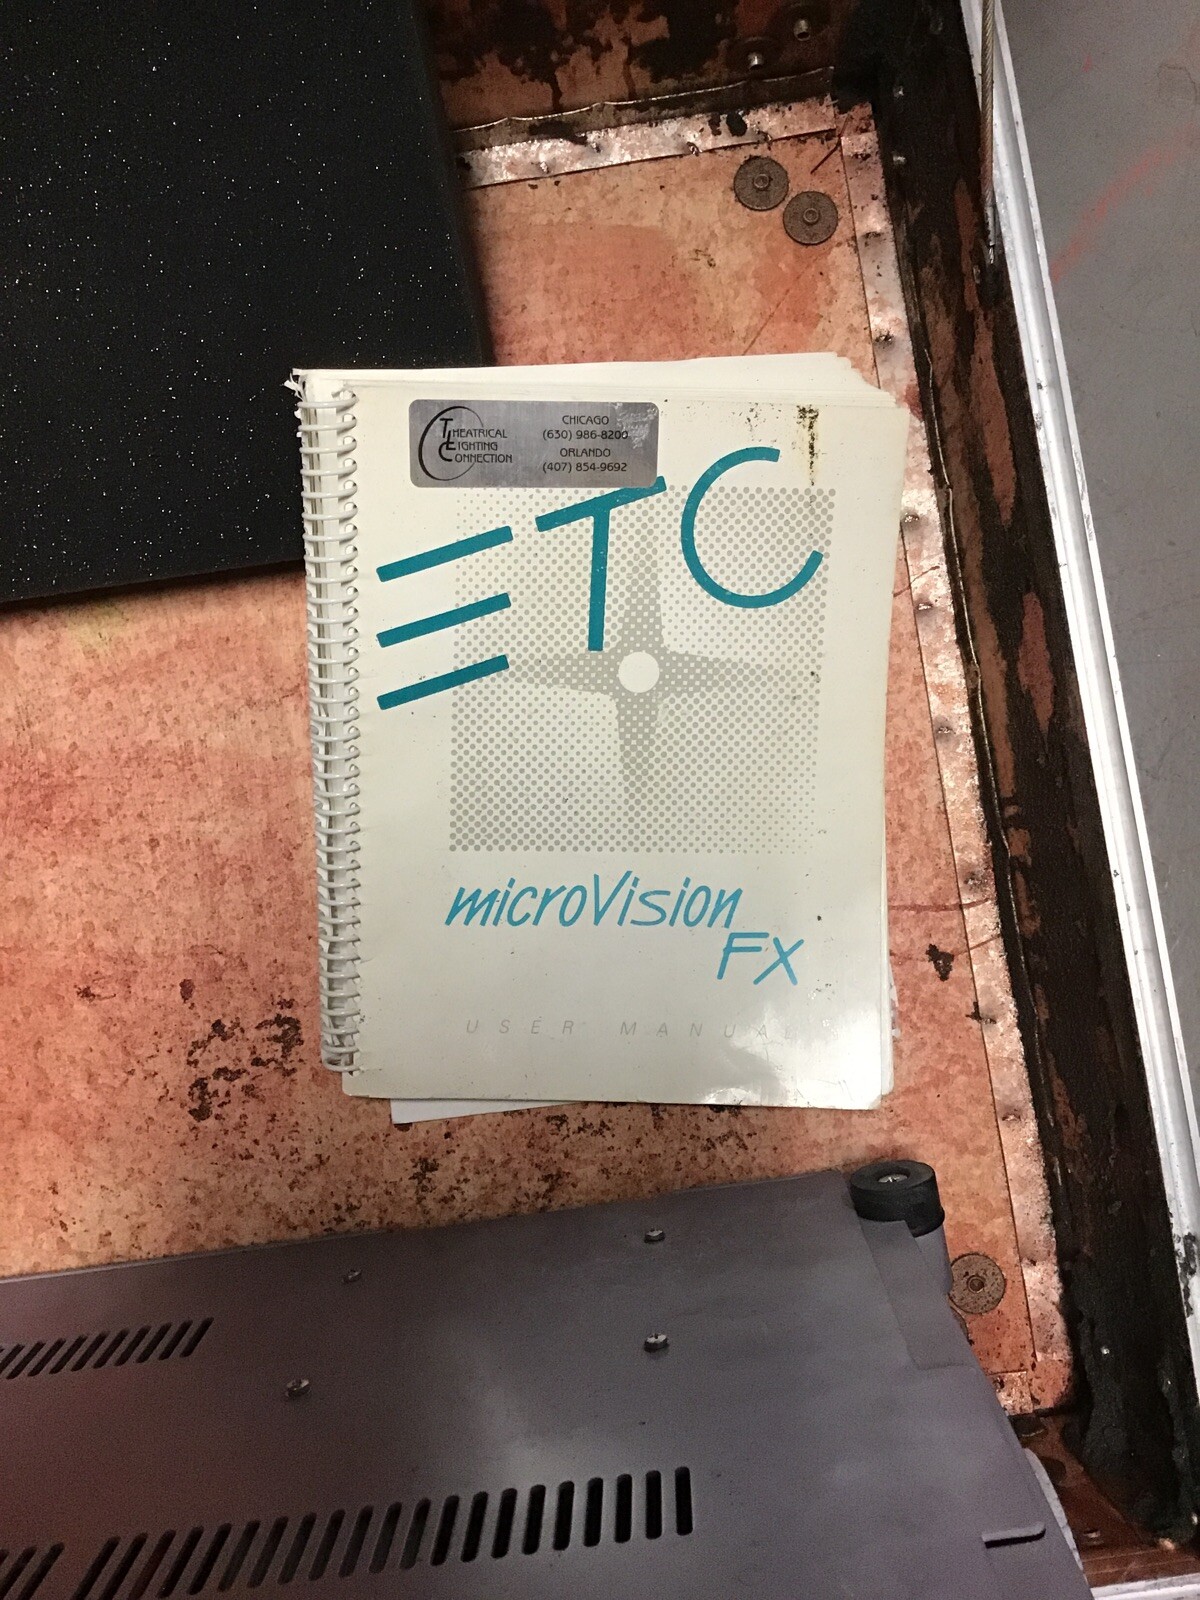 THEATRICAL
LIGHTING
CONNECTION
CHICAGO
(630) 986-8200
ORLANDO
(407) 854-9692
ETC
microVision
FX
USER MANUAL